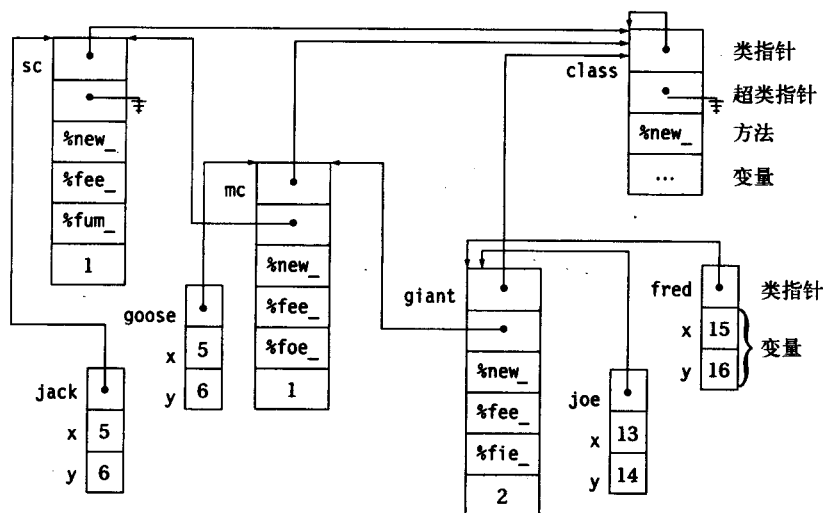 sc
%new_
%fee_
%fum_
1
class
%new_
...
类指针
超类指针
方法
变量
mc
%new_
%fee_
%foe_
1
goose
x 5
y 6
jack
x 5
y 6
giant
%new_
%fee_
%fie_
2
joe
x 13
y 14
fred
x 15
y 16
类指针
变量